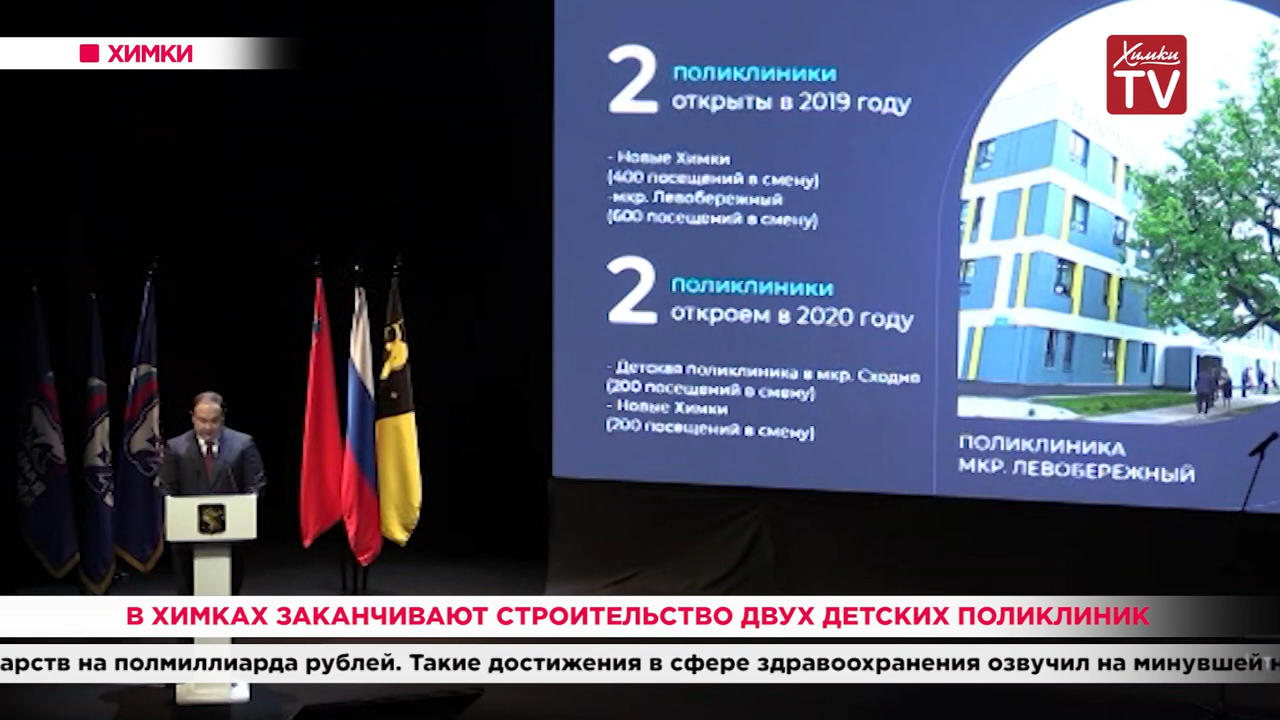 ХИМКИ
Химки
TV
2 ПОЛИКЛИНИКИ
открыты в 2019 году
- Новые Химки
(400 посещений в смену)
-мкр. Левобережный
(600 посещений в смену)
2 ПОЛИКЛИНИКИ
откроем в 2020 году
- Детская поликлиника в мкр. Сходня
(200 посещений в смену)
- Новые Химки
(200 посещений в смену)
ПОЛИКЛИНИКА
МКР. ЛЕВОБЕРЕЖНЫЙ
В ХИМКАХ ЗАКАНЧИВАЮТ СТРОИТЕЛЬСТВО ДВУХ ДЕТСКИХ ПОЛИКЛИНИК
арств на полмиллиарда рублей. Такие достижения в сфере здравоохранения озвучил на минувшей н